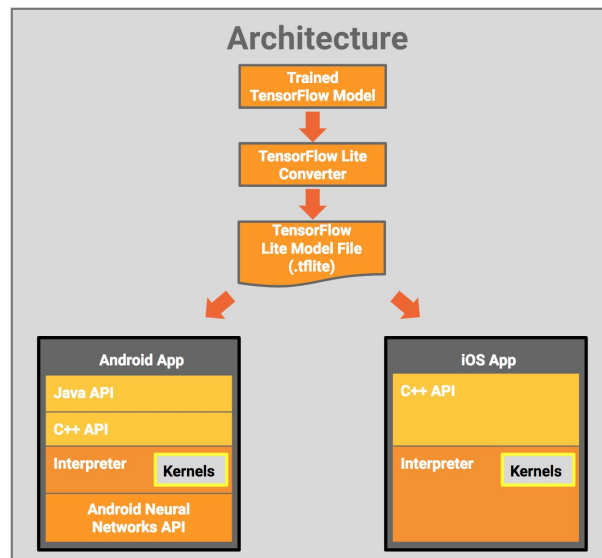 Architecture
Trained
TensorFlow Model
TensorFlow Lite
Converter
TensorFlow
Lite Model File
(.tflite)
Android App
Java API
C++ API
Interpreter
Kernels
Android Neural
Networks API
iOS App
C++ API
Interpreter
Kernels